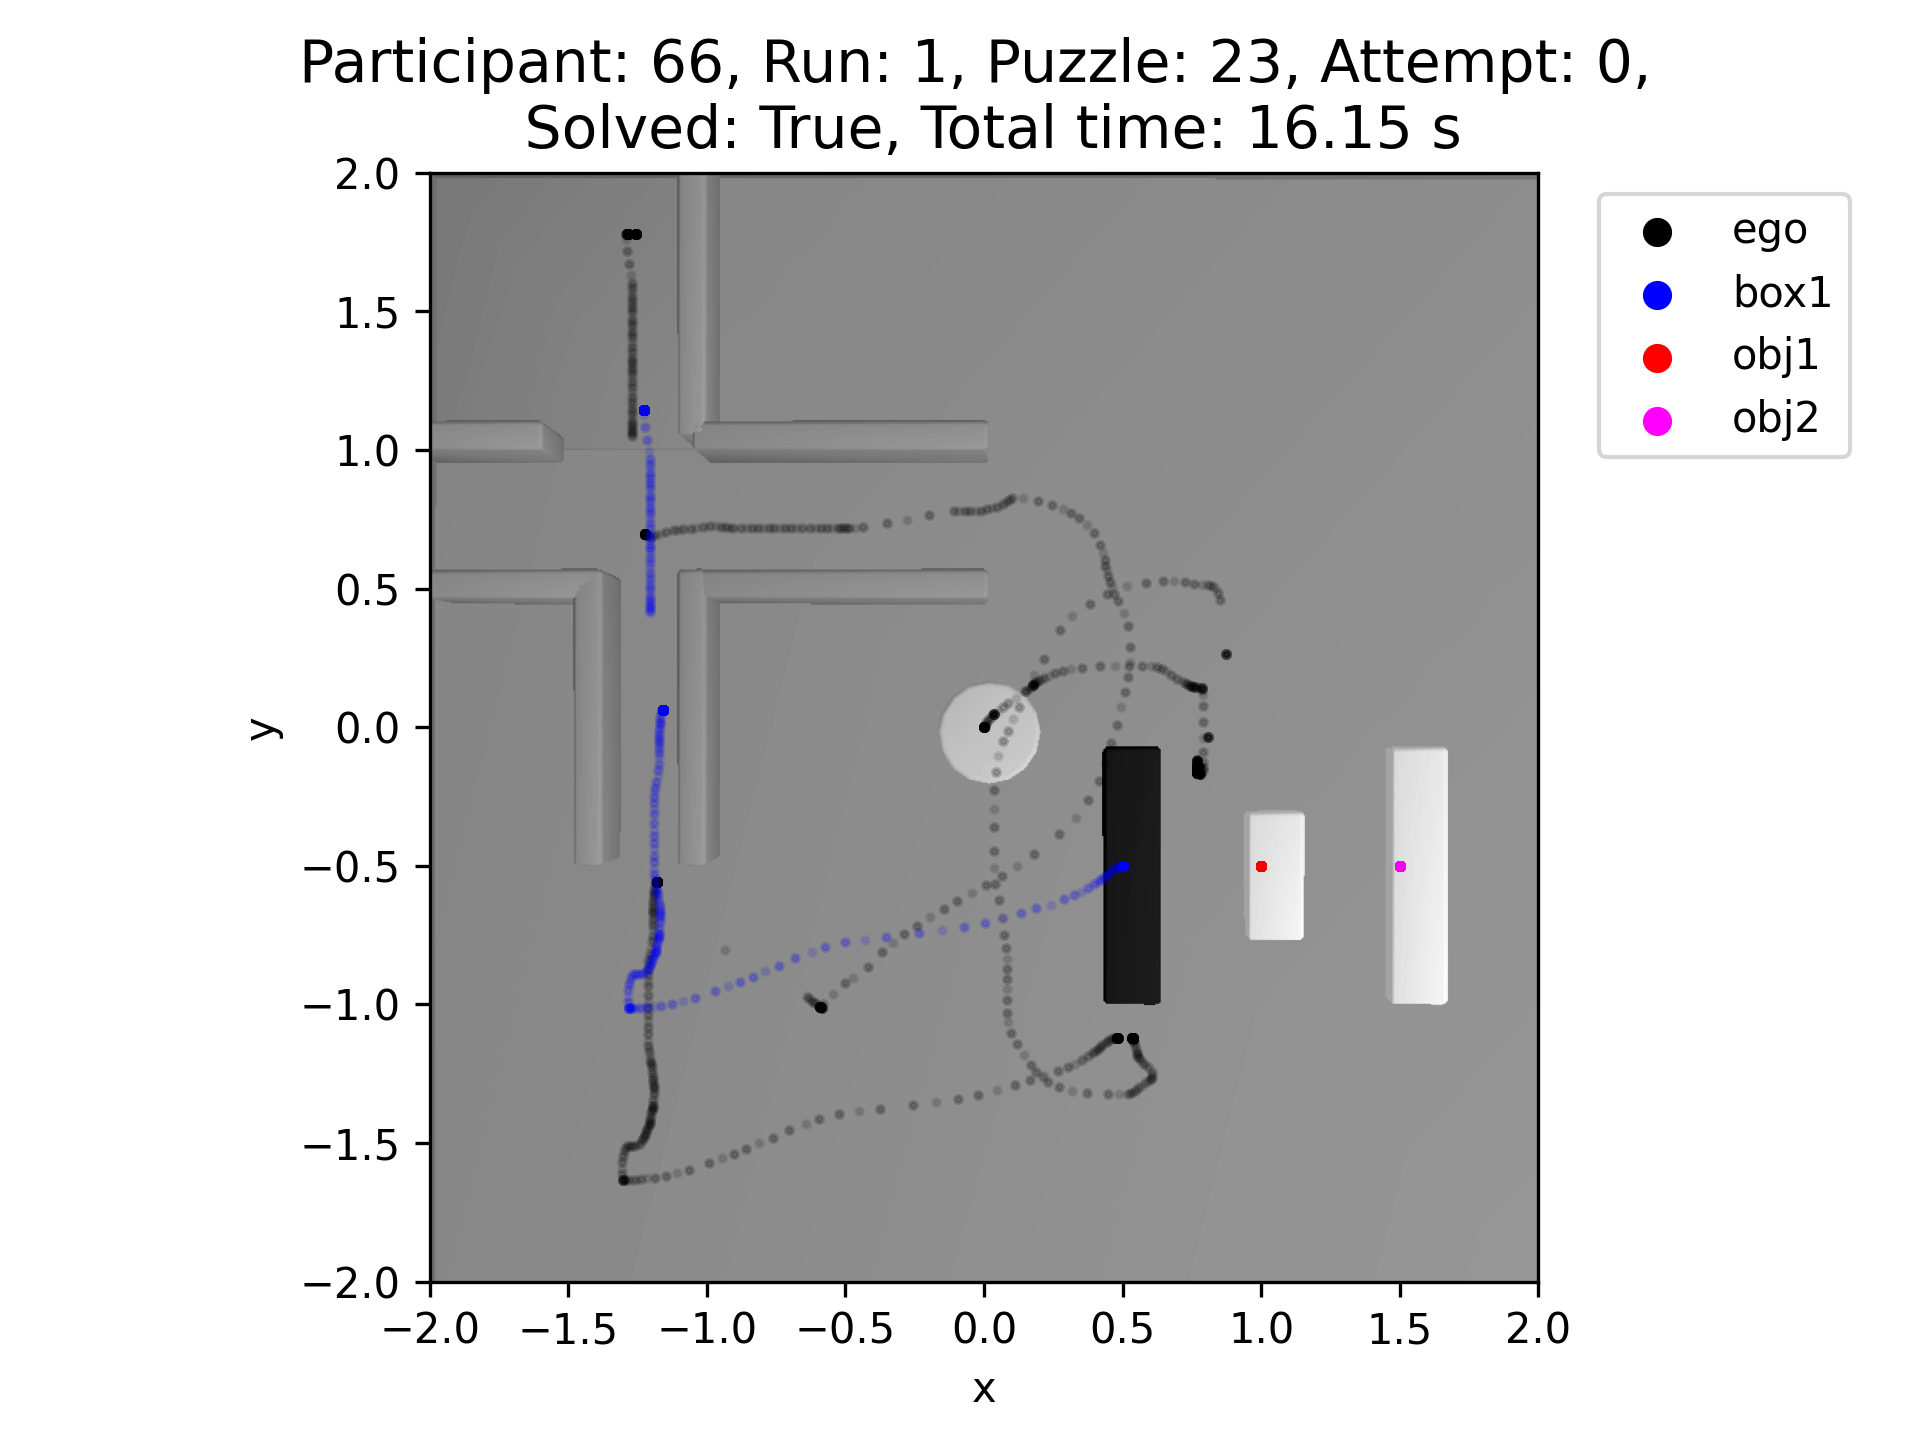 Participant: 66, Run: 1, Puzzle: 23, Attempt: 0,
Solved: True, Total time: 16.15 s
2.0
1.5
1.0
0.5
0.0
−0.5
−1.0
−1.5
−2.0
y
−2.0 −1.5 −1.0 −0.5 0.0 0.5 1.0 1.5 2.0
x
ego
box1
obj1
obj2